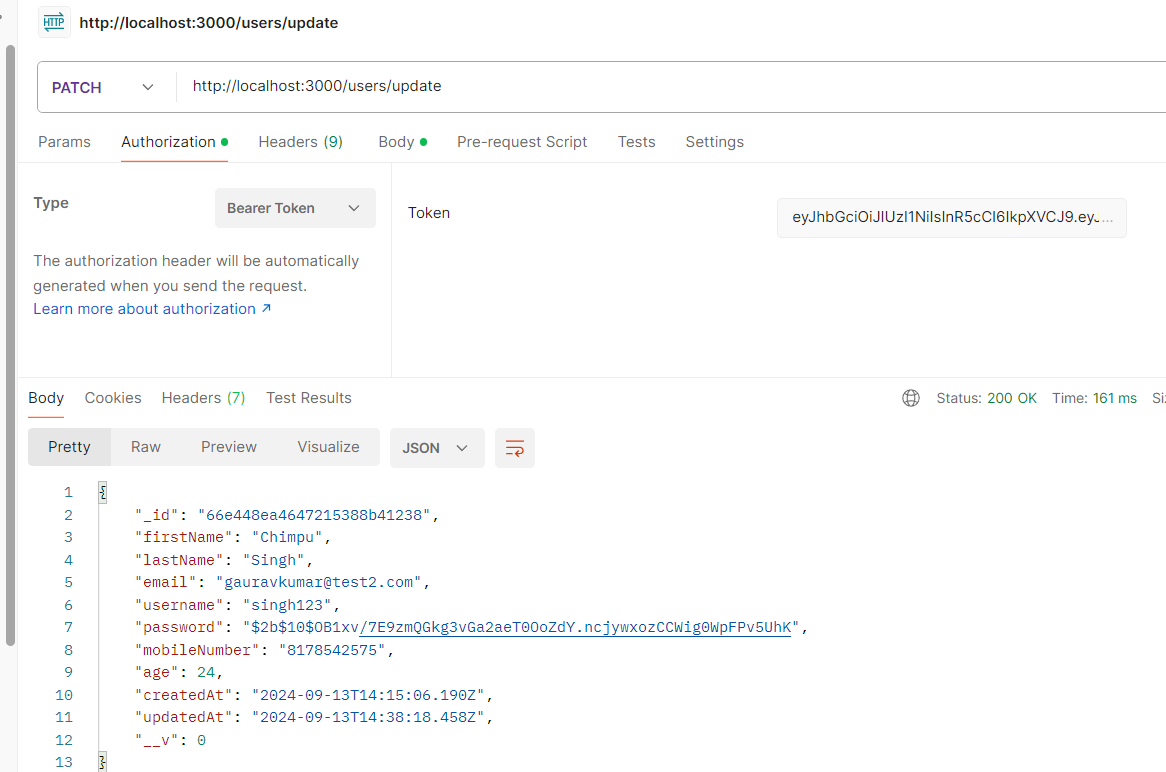 HTTP http://localhost:3000/users/update
PATCH http://localhost:3000/users/update
Params Authorization Headers (9) Body Pre-request Script Tests Settings
Type Bearer Token
Token eyJhbGciOiJIUzI1NiIsInR5cCI6IkpXVCJ9.eyJ...
The authorization header will be automatically
generated when you send the request.
Learn more about authorization ↗
Body Cookies Headers (7) Test Results Status: 200 OK Time: 161 ms
Pretty Raw Preview Visualize JSON
1 {
2 "_id": "66e448ea4647215388b41238",
3 "firstName": "Chimpu",
4 "lastName": "Singh",
5 "email": "gauravkumar@test2.com",
6 "username": "singh123",
7 "password": "$2b$10$OB1xv/7E9zmQGkg3vGa2aeT0OoZdY.ncjywxozCCWig0WpFPv5UhK",
8 "mobileNumber": "8178542575",
9 "age": 24,
10 "createdAt": "2024-09-13T14:15:06.190Z",
11 "updatedAt": "2024-09-13T14:38:18.458Z",
12 "__v": 0
13 }